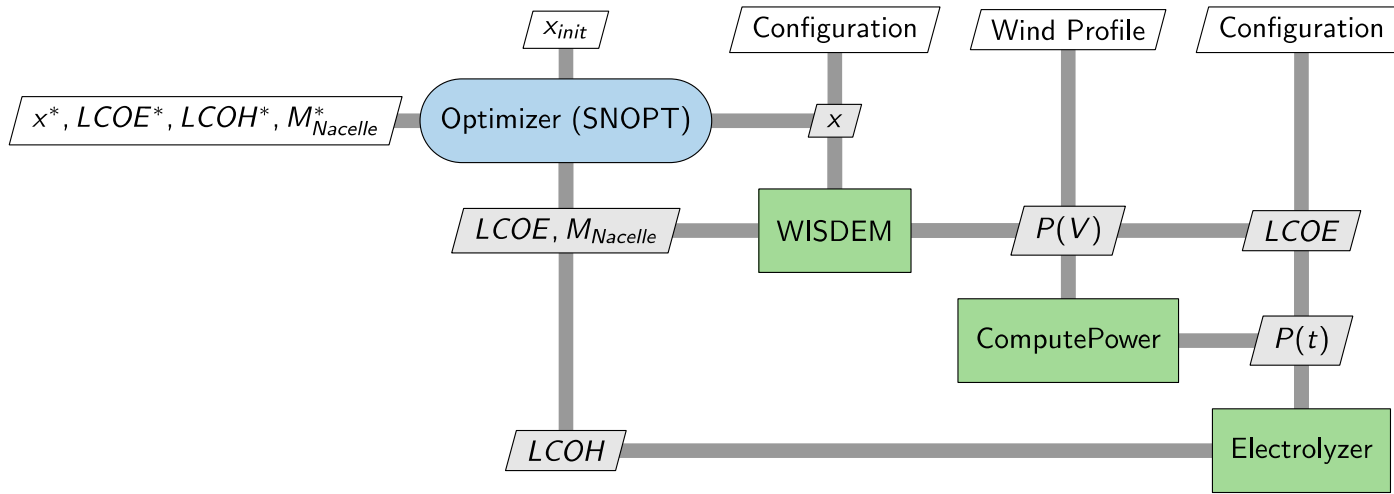 x_init
Configuration
Wind Profile
Configuration
x*, LCOE*, LCOH*, M*_Nacelle
Optimizer (SNOPT)
x
LCOE, M_Nacelle
WISDEM
P(V)
LCOE
ComputePower
P(t)
LCOH
Electrolyzer